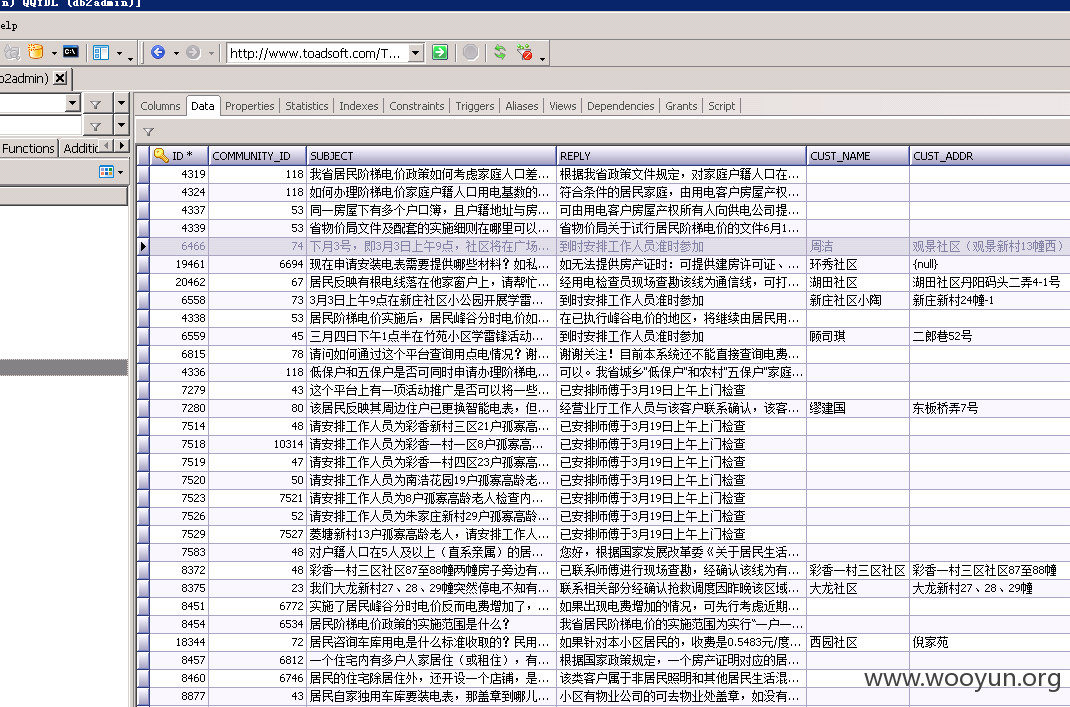 QQYDL (db2admin)]
elp
http://www.toadsoft.com/T...
b2admin)
Columns Data Properties Statistics Indexes Constraints Triggers Aliases Views Dependencies Grants Script
Functions Additic
ID * COMMUNITY_ID SUBJECT REPLY CUST_NAME CUST_ADDR
4319 118 我省居民阶梯电价政策如何考虑家庭人口差... 根据我省政策文件规定，对家庭户籍人口在...
4324 118 如何办理阶梯电价家庭户籍人口用电基数的... 符合条件的居民家庭，由用电客户房屋产权...
4337 53 同一房屋下有多个户口簿，且户籍地址与房... 可由用电客户房屋产权所有人向供电公司提...
4339 53 省物价局文件及配套的实施细则在哪里可以... 省物价局关于试行居民阶梯电价的文件6月1...
6466 74 下月3号，即3月3日上午9点，社区将在广场... 到时安排工作人员准时参加 周洁 观景社区（观景新村13幢西）
19461 6694 现在申请安装电表需要提供哪些材料？如私... 如无法提供房产证时：可提供建房许可证、... 环秀社区 {null}
20462 67 居民反映有根电线落在他家窗户上，请帮忙... 经用电检查员现场查勘该线为通信线，可打... 湖田社区 湖田社区丹阳码头二弄4-1号
6558 73 3月3日上午9点在新庄社区小公园开展学雷... 到时安排工作人员准时参加 新庄社区小陶 新庄新村24幢-1
4338 53 居民阶梯电价实施后，居民峰谷分时电价如... 在已执行峰谷电价的地区，将继续由居民用...
6559 45 三月四日下午1点半在竹苑小区学雷锋活动... 到时安排工作人员准时参加 顾司琪 二郎巷52号
6815 78 请问如何通过这个平台查询用点电情况？谢... 谢谢关注！目前本系统还不能直接查询电费...
4336 118 低保户和五保户是否可同时申请办理阶梯电... 可以。我省城乡"低保户"和农村"五保户"家庭...
7279 43 这个平台上有一项活动推广是否可以将一些... 已安排师傅于3月19日上午上门检查
7280 80 该居民反映其周边住户已更换智能电表，但... 经营业厅工作人员与该客户联系确认，该客... 缪建国 东板桥弄7号
7514 48 请安排工作人员为彩香新村三区21户孤寡高... 已安排师傅于3月19日上午上门检查
7518 10314 请安排工作人员为彩香一村一区8户孤寡高... 已安排师傅于3月19日上午上门检查
7519 47 请安排工作人员为彩香一村四区23户孤寡高... 已安排师傅于3月19日上午上门检查
7520 50 请安排工作人员为南浩花园19户孤寡高龄... 已安排师傅于3月19日上午上门检查
7523 7521 请安排工作人员为8户孤寡高龄老人检查内... 已安排师傅于3月19日上午上门检查
7526 52 请安排工作人员为朱家庄新村29户孤寡高龄... 已安排师傅于3月19日上午上门检查
7529 7527 菱塘新村13户孤寡高龄老人，请安排工作人... 已安排师傅于3月19日上午上门检查
7583 48 对户籍人口在5人及以上（直系亲属）的居... 您好，根据国家发展改革委《关于居民生活...
8372 48 彩香一村三区社区87至88幢两幢房子旁边有... 已联系师傅进行现场查勘，经确认该线为有... 彩香一村三区社区 彩香一村三区社区87至88幢
8375 23 我们大龙新村27、28、29幢突然停电不知有... 联系相关部分经确认抢救调度因昨晚该区域... 大龙社区 大龙新村27、28、29幢
8451 6772 实施了居民峰谷分时电价反而电费增加了，... 如果出现电费增加的情况，可先行考虑近期...
8454 6534 居民阶梯电价政策的实施范围是什么？ 我省居民阶梯电价的实施范围为实行"一户一...
18344 72 居民咨询车库用电是什么标准收取的？民用... 如果针对本小区居民的，收费是0.5483元/度... 西园社区 倪家苑
8457 6812 一个住宅内有多户人家居住（或租住），有... 根据国家政策规定，一个房产证明对应的居...
8460 6746 居民的住宅除居住外，还开设一个店铺，是... 该类客户属于非居民照明和其他居民生活混...
8877 43 居民自家独用车库要装电表，那盖章到哪儿... 小区有物业公司的可去物业处盖章，如没有...
www.wooyun.org